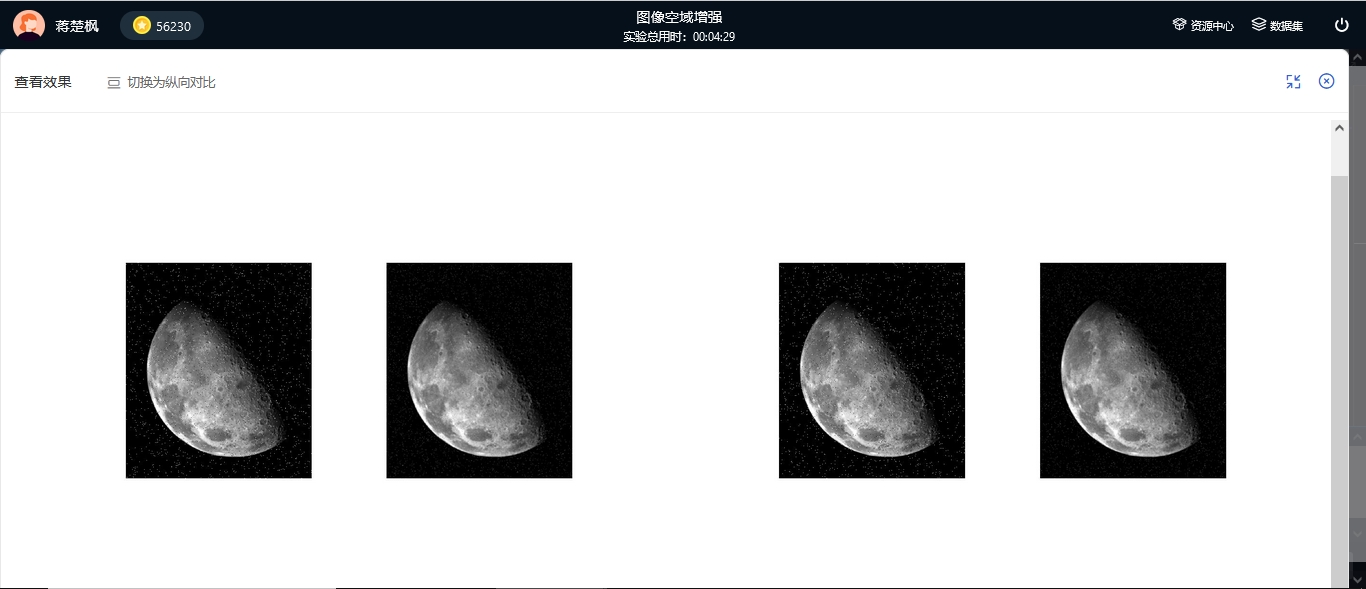 蒋楚枫
56230
图像空域增强
实验总用时：00:04:29
资源中心
数据集
查看效果
切换为纵向对比